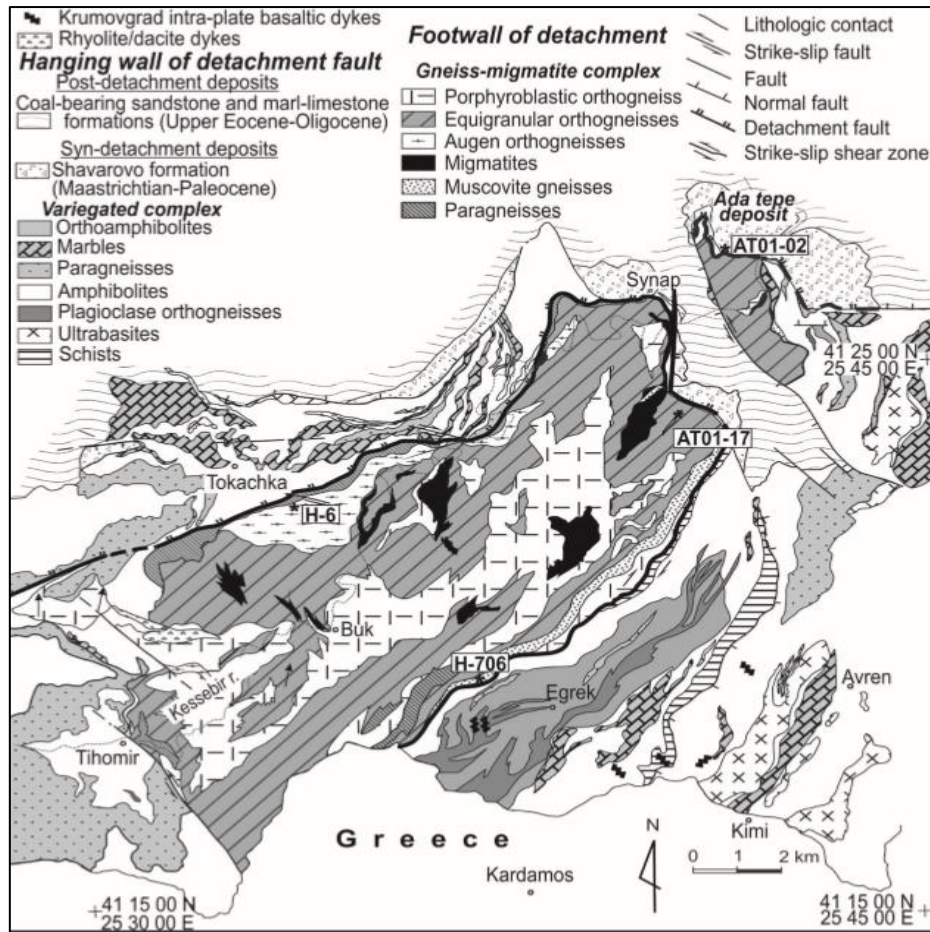 Krumovgrad intra-plate basaltic dykes
Rhyolite/dacite dykes
Hanging wall of detachment fault
Post-detachment deposits
Coal-bearing sandstone and marl-limestone
formations (Upper Eocene-Oligocene)
Syn-detachment deposits
Shavarovo formation
(Maastrichtian-Paleocene)
Variegated complex
Orthoamphibolites
Marbles
Paragneisses
Amphibolites
Plagioclase orthogneisses
Ultrabasites
Schists
Footwall of detachment
Gneiss-migmatite complex
Porphyroblastic orthogneiss
Equigranular orthogneisses
Augen orthogneisses
Migmatites
Muscovite gneisses
Paragneisses
Lithologic contact
Strike-slip fault
Fault
Normal fault
Detachment fault
Strike-slip shear zone
Ada tepe
deposit
AT01-02
Synap
41 25 00 N
25 45 00 E
AT01-17
Tokachka
H-6
Buk
H-706
Kessebir r.
Egrek
Avren
Tihomir
Kimi
Greece
N
0 1 2 km
Kardamos
41 15 00 N
25 30 00 E
41 15 00 N
25 45 00 E